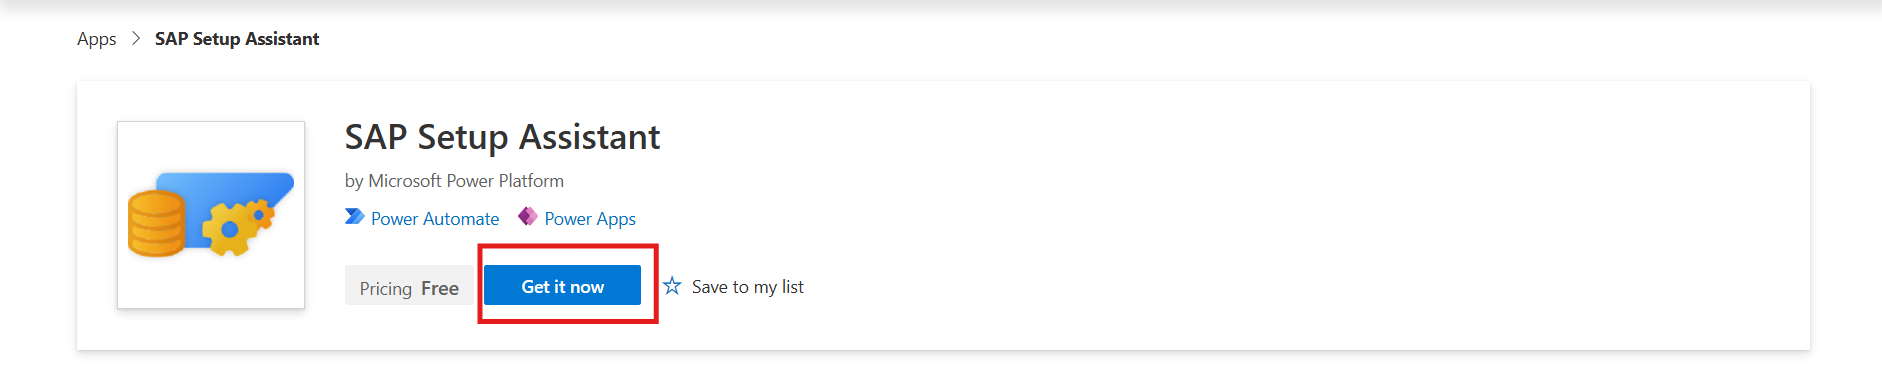 Apps > SAP Setup Assistant
SAP Setup Assistant
by Microsoft Power Platform
Power Automate Power Apps
Pricing Free Get it now Save to my list